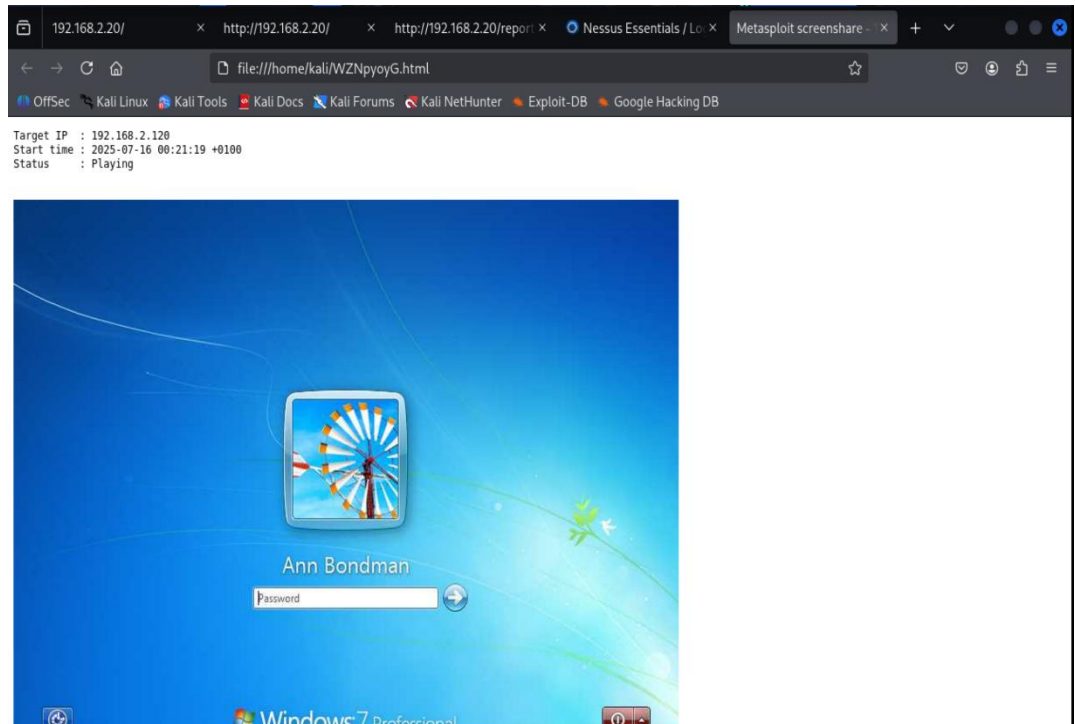 192.168.2.20/
http://192.168.2.20/
http://192.168.2.20/report
Nessus Essentials / Lo
Metasploit screenshare -
file:///home/kali/WZNpyoyG.html
OffSec Kali Linux Kali Tools Kali Docs Kali Forums Kali NetHunter Exploit-DB Google Hacking DB
Target IP : 192.168.2.120
Start time : 2025-07-16 00:21:19 +0100
Status : Playing
Ann Bondman
Password
Windows 7 Professional